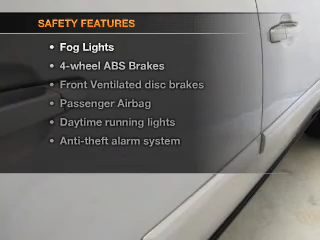 SAFETY FEATURES
• Fog Lights
• 4-wheel ABS Brakes
• Front Ventilated disc brakes
• Passenger Airbag
• Daytime running lights
• Anti-theft alarm system